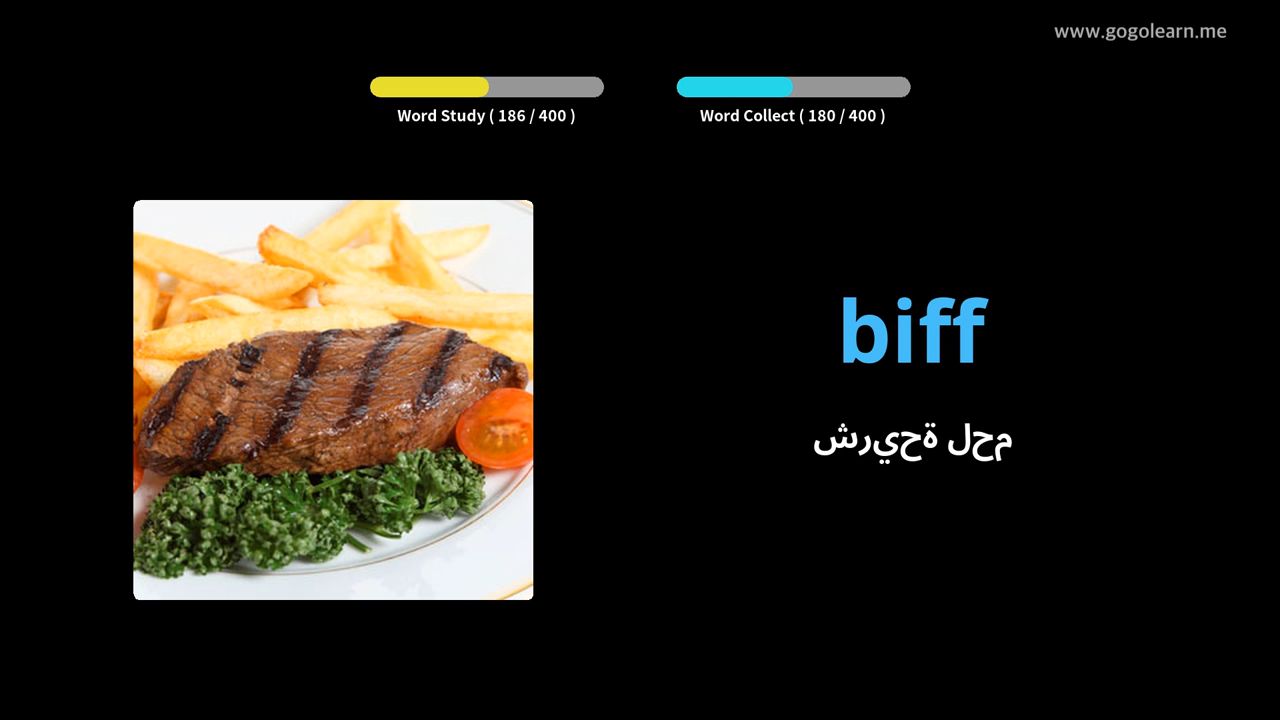 www.gogolearn.me
Word Study ( 186 / 400 )
Word Collect ( 180 / 400 )
biff
شريحة لحم